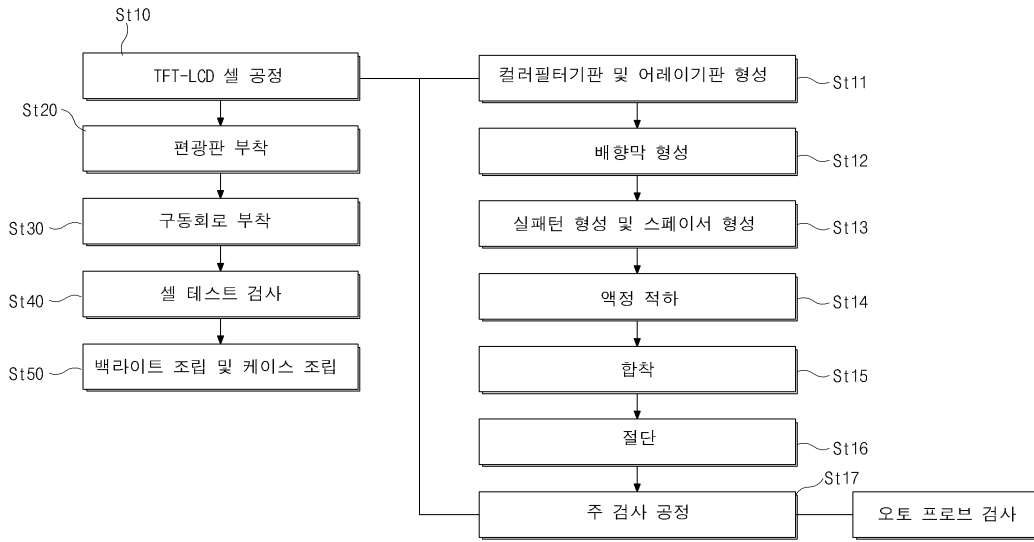 St10
TFT-LCD 셀 공정
St20
편광판 부착
St30
구동회로 부착
St40
셀 테스트 검사
St50
백라이트 조립 및 케이스 조립
컬러필터기판 및 어레이기판 형성
St11
배향막 형성
St12
실패턴 형성 및 스페이서 형성
St13
액정 적하
St14
합착
St15
절단
St16
St17
주 검사 공정
오토 프로브 검사